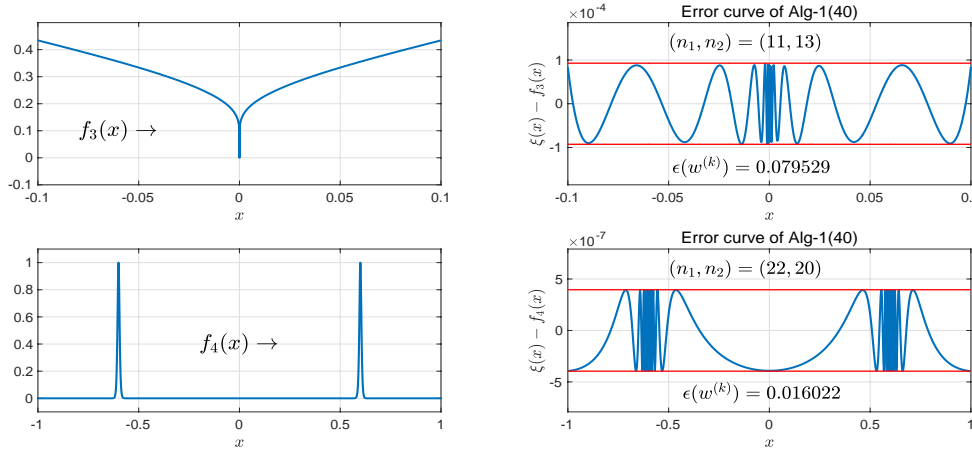 0.4
0.3
0.2
0.1
0
-0.1
f₃(x) →
-0.1
-0.05
0
0.05
0.1
x
Error curve of Alg-1(40)
×10⁻⁴
(n₁, n₂) = (11, 13)
1
0
-1
ξ(x) − f₃(x)
ϵ(w⁽ᵏ⁾) = 0.079529
-0.1
-0.05
0
0.05
0.
x
1
0.8
0.6
0.4
0.2
0
f₄(x) →
-1
-0.5
0
0.5
1
x
Error curve of Alg-1(40)
×10⁻⁷
(n₁, n₂) = (22, 20)
5
0
-5
ξ(x) − f₄(x)
ϵ(w⁽ᵏ⁾) = 0.016022
-1
-0.5
0
0.5
1
x